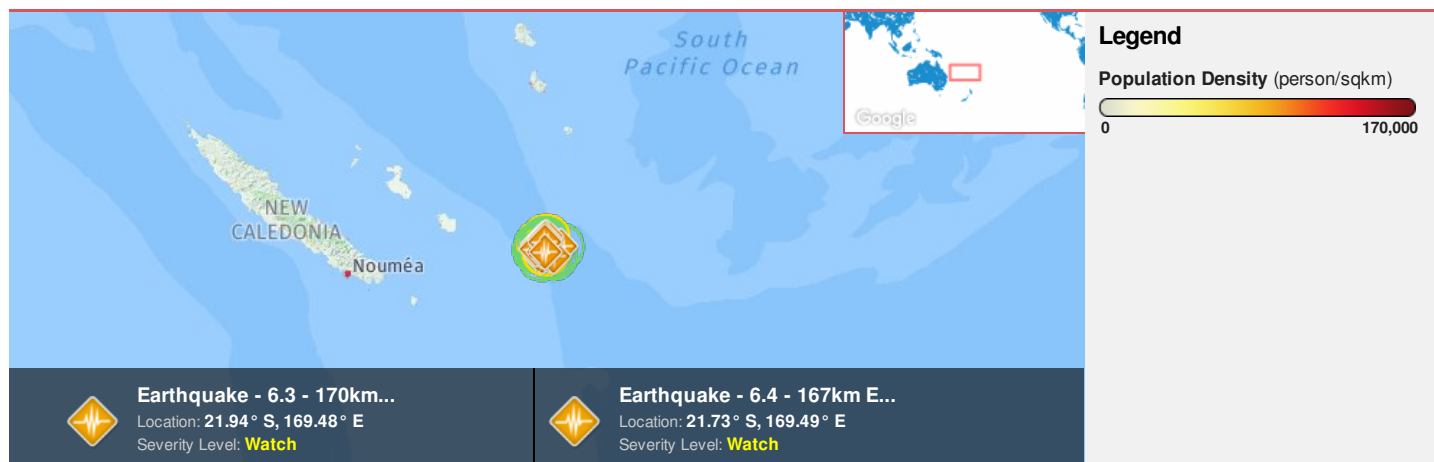 South
Pacific Ocean
NEW
CALEDONIA
Nouméa
Google
Legend
Population Density (person/sqkm)
0 170,000
Earthquake - 6.3 - 170km...
Location: 21.94° S, 169.48° E
Severity Level: Watch
Earthquake - 6.4 - 167km E...
Location: 21.73° S, 169.49° E
Severity Level: Watch